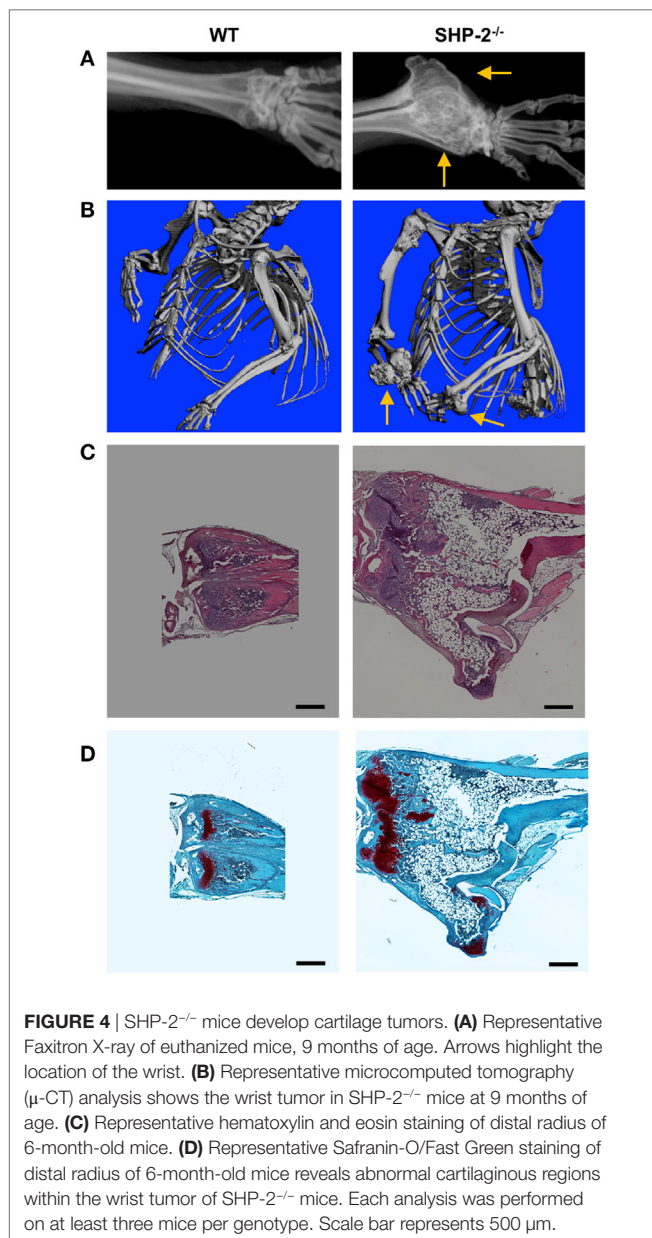 WT
SHP-2-/-
A
B
C
D
FIGURE 4 | SHP-2−/− mice develop cartilage tumors. (A) Representative
Faxitron X-ray of euthanized mice, 9 months of age. Arrows highlight the
location of the wrist. (B) Representative microcomputed tomography
(μ-CT) analysis shows the wrist tumor in SHP-2−/− mice at 9 months of
age. (C) Representative hematoxylin and eosin staining of distal radius of
6-month-old mice. (D) Representative Safranin-O/Fast Green staining of
distal radius of 6-month-old mice reveals abnormal cartilaginous regions
within the wrist tumor of SHP-2−/− mice. Each analysis was performed
on at least three mice per genotype. Scale bar represents 500 μm.